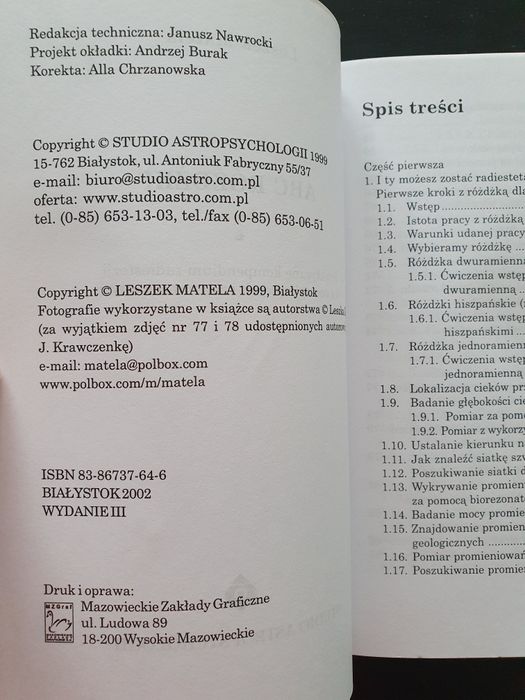 Redakcja techniczna: Janusz Nawrocki
Projekt okładki: Andrzej Burak
Korekta: Alla Chrzanowska
Copyright © STUDIO ASTROPSYCHOLOGII 1999
15-762 Białystok, ul. Antoniuk Fabryczny 55/37
e-mail: biuro@studioastro.com.pl
oferta: www.studioastro.com.pl
tel. (0-85) 653-13-03, tel./fax (0-85) 653-06-51
Copyright © LESZEK MATELA 1999, Białystok
Fotografie wykorzystane w książce są autorstwa ©
(za wyjątkiem zdjęć nr 77 i 78 udostępnionych
J. Krawczenkę)
e-mail: matela@polbox.com
www.polbox.com/m/matela
ISBN 83-86737-64-6
BIAŁYSTOK 2002
WYDANIE III
Druk i oprawa:
MZGraf
Mazowieckie Zakłady Graficzne
ul. Ludowa 89
18-200 Wysokie Mazowieckie
Spis treści
Część pierwsza
1. I ty możesz zostać radiestetą
Pierwsze kroki z różdżką dla
1.1. Wstęp
1.2. Istota pracy z różdżką
1.3. Warunki udanej pracy
1.4. Wybieramy różdżkę
1.5. Różdżka dwuramienna
1.5.1. Ćwiczenia wstęp
dwuramienną
1.6. Różdżki hiszpańskie
1.6.1. Ćwiczenia wstęp
hiszpańskimi
1.7. Różdżka jednoramienn
1.7.1. Ćwiczenia wstęp
jednoramienną
1.8. Lokalizacja cieków prz
1.9. Badanie głębokości cie
1.9.1. Pomiar za pomo
1.9.2. Pomiar z wykorzy
1.10. Ustalanie kierunku n
1.11. Jak znaleźć siatkę szw
1.12. Poszukiwanie siatki d
1.13. Wykrywanie promien
za pomocą biorezonat
1.14. Badanie mocy promie
1.15. Znajdowanie promien
geologicznych
1.16. Pomiar promieniowań
1.17. Poszukiwanie promie